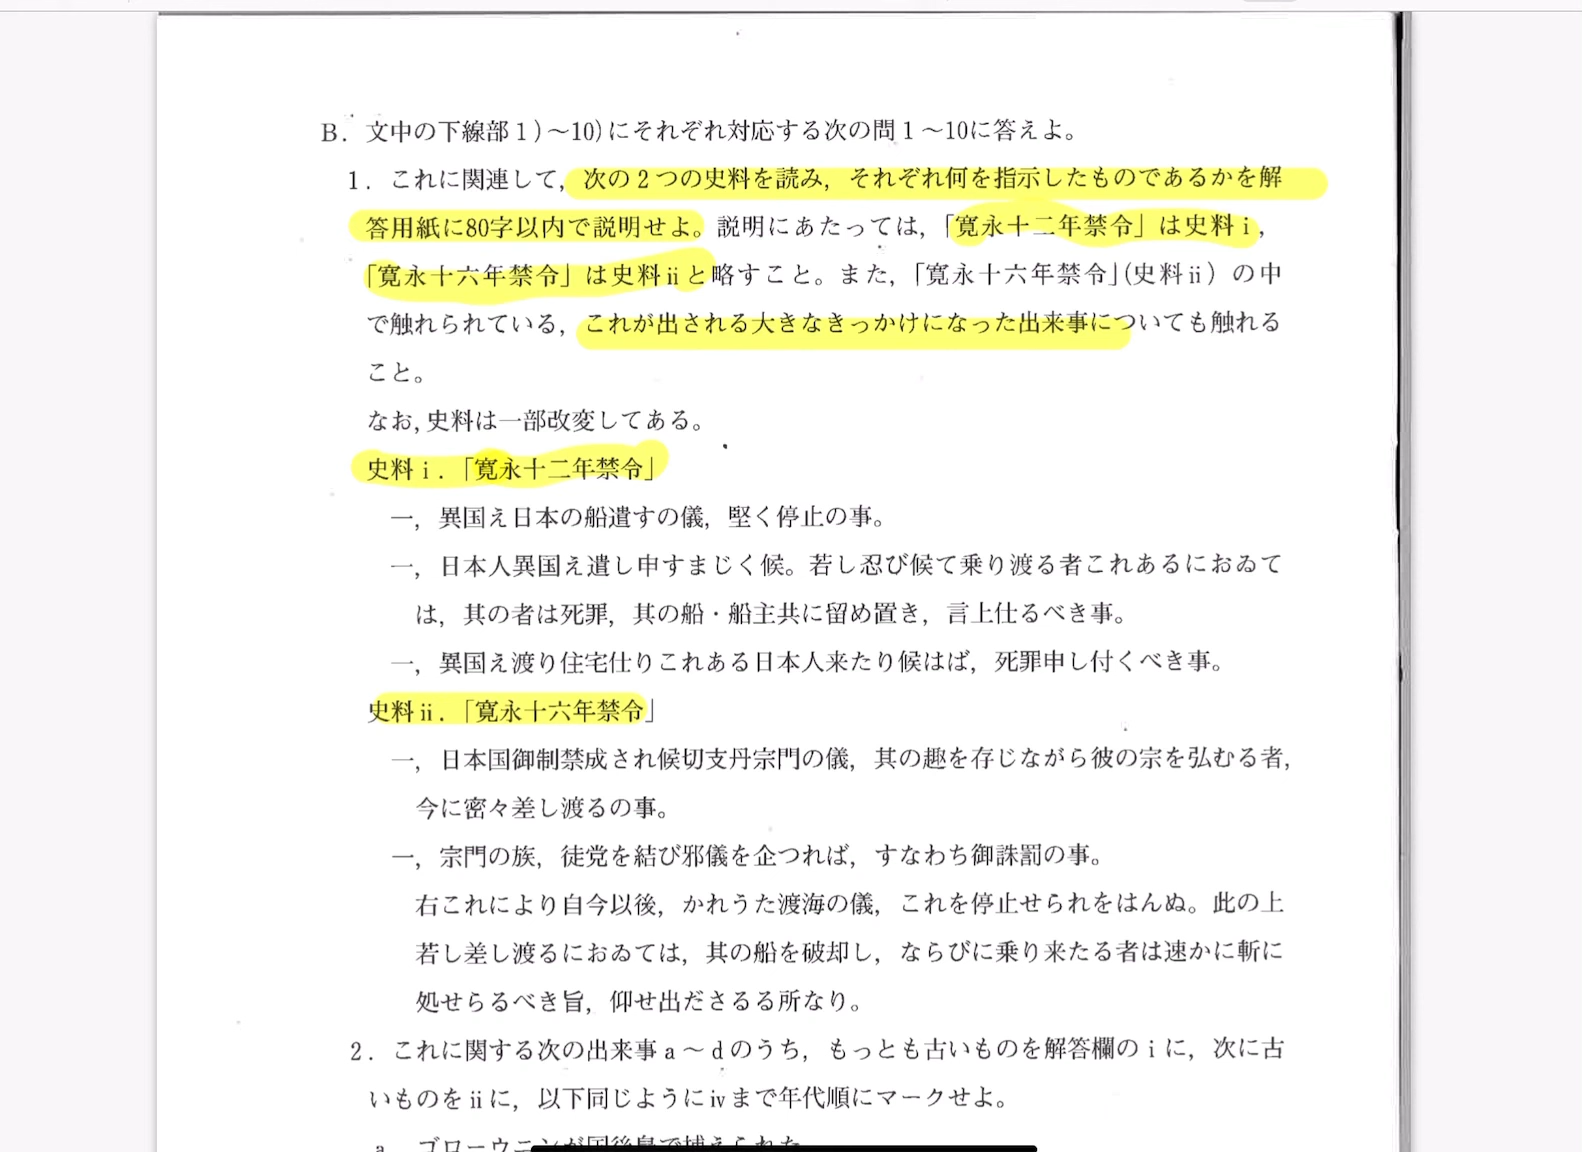 B．文中の下線部１)～10)にそれぞれ対応する次の問１～10に答えよ。
１．これに関連して，次の２つの史料を読み，それぞれ何を指示したものであるかを解
答用紙に80字以内で説明せよ。説明にあたっては，「寛永十二年禁令」は史料ⅰ，
「寛永十六年禁令」は史料ⅱと略すこと。また，「寛永十六年禁令」(史料ⅱ）の中
で触れられている，これが出される大きなきっかけになった出来事についても触れる
こと。
なお，史料は一部改変してある。
史料ⅰ．「寛永十二年禁令」
一，異国え日本の船遣すの儀，堅く停止の事。
一，日本人異国え遣し申すまじく候。若し忍び候て乗り渡る者これあるにおゐて
は，其の者は死罪，其の船・船主共に留め置き，言上仕るべき事。
一，異国え渡り住宅仕りこれある日本人来たり候はば，死罪申し付くべき事。
史料ⅱ．「寛永十六年禁令」
一，日本国御制禁成され候切支丹宗門の儀，其の趣を存じながら彼の宗を弘むる者，
今に密々差し渡るの事。
一，宗門の族，徒党を結び邪儀を企つれば，すなわち御誅罰の事。
右これにより自今以後，かれうた渡海の儀，これを停止せられをはんぬ。此の上
若し差し渡るにおゐては，其の船を破却し，ならびに乗り来たる者は速かに斬に
処せらるべき旨，仰せ出ださるる所なり。
２．これに関する次の出来事ａ～ｄのうち，もっとも古いものを解答欄のⅰに，次に古
いものをⅱに，以下同じようにⅳまで年代順にマークせよ。